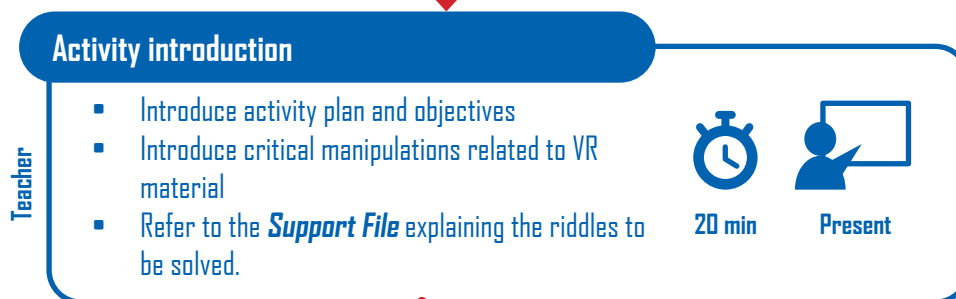 Activity introduction
Teacher
▪ Introduce activity plan and objectives
▪ Introduce critical manipulations related to VR
material
▪ Refer to the Support File explaining the riddles to
be solved.
20 min
Present